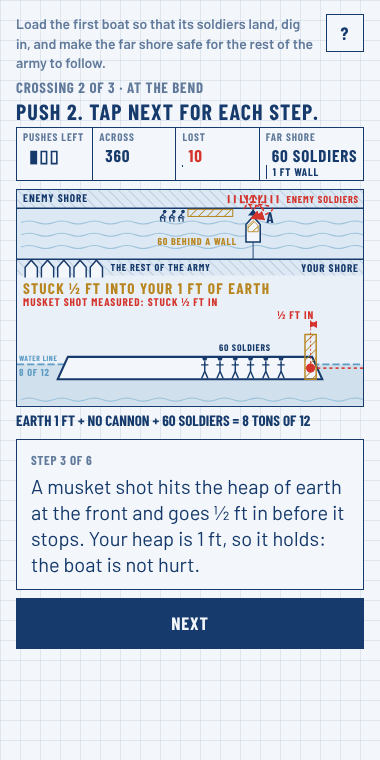 Load the first boat so that its soldiers land, dig
in, and make the far shore safe for the rest of the
army to follow.
?
CROSSING 2 OF 3 · AT THE BEND
PUSH 2. TAP NEXT FOR EACH STEP.
PUSHES LEFT
ACROSS
360
LOST
10
FAR SHORE
60 SOLDIERS
1 FT WALL
ENEMY SHORE
ENEMY SOLDIERS
A
60 BEHIND A WALL
THE REST OF THE ARMY
YOUR SHORE
STUCK ½ FT INTO YOUR 1 FT OF EARTH
MUSKET SHOT MEASURED: STUCK ½ FT IN
½ FT IN
60 SOLDIERS
WATER LINE
8 OF 12
EARTH 1 FT + NO CANNON + 60 SOLDIERS = 8 TONS OF 12
STEP 3 OF 6
A musket shot hits the heap of earth
at the front and goes ½ ft in before it
stops. Your heap is 1 ft, so it holds:
the boat is not hurt.
NEXT